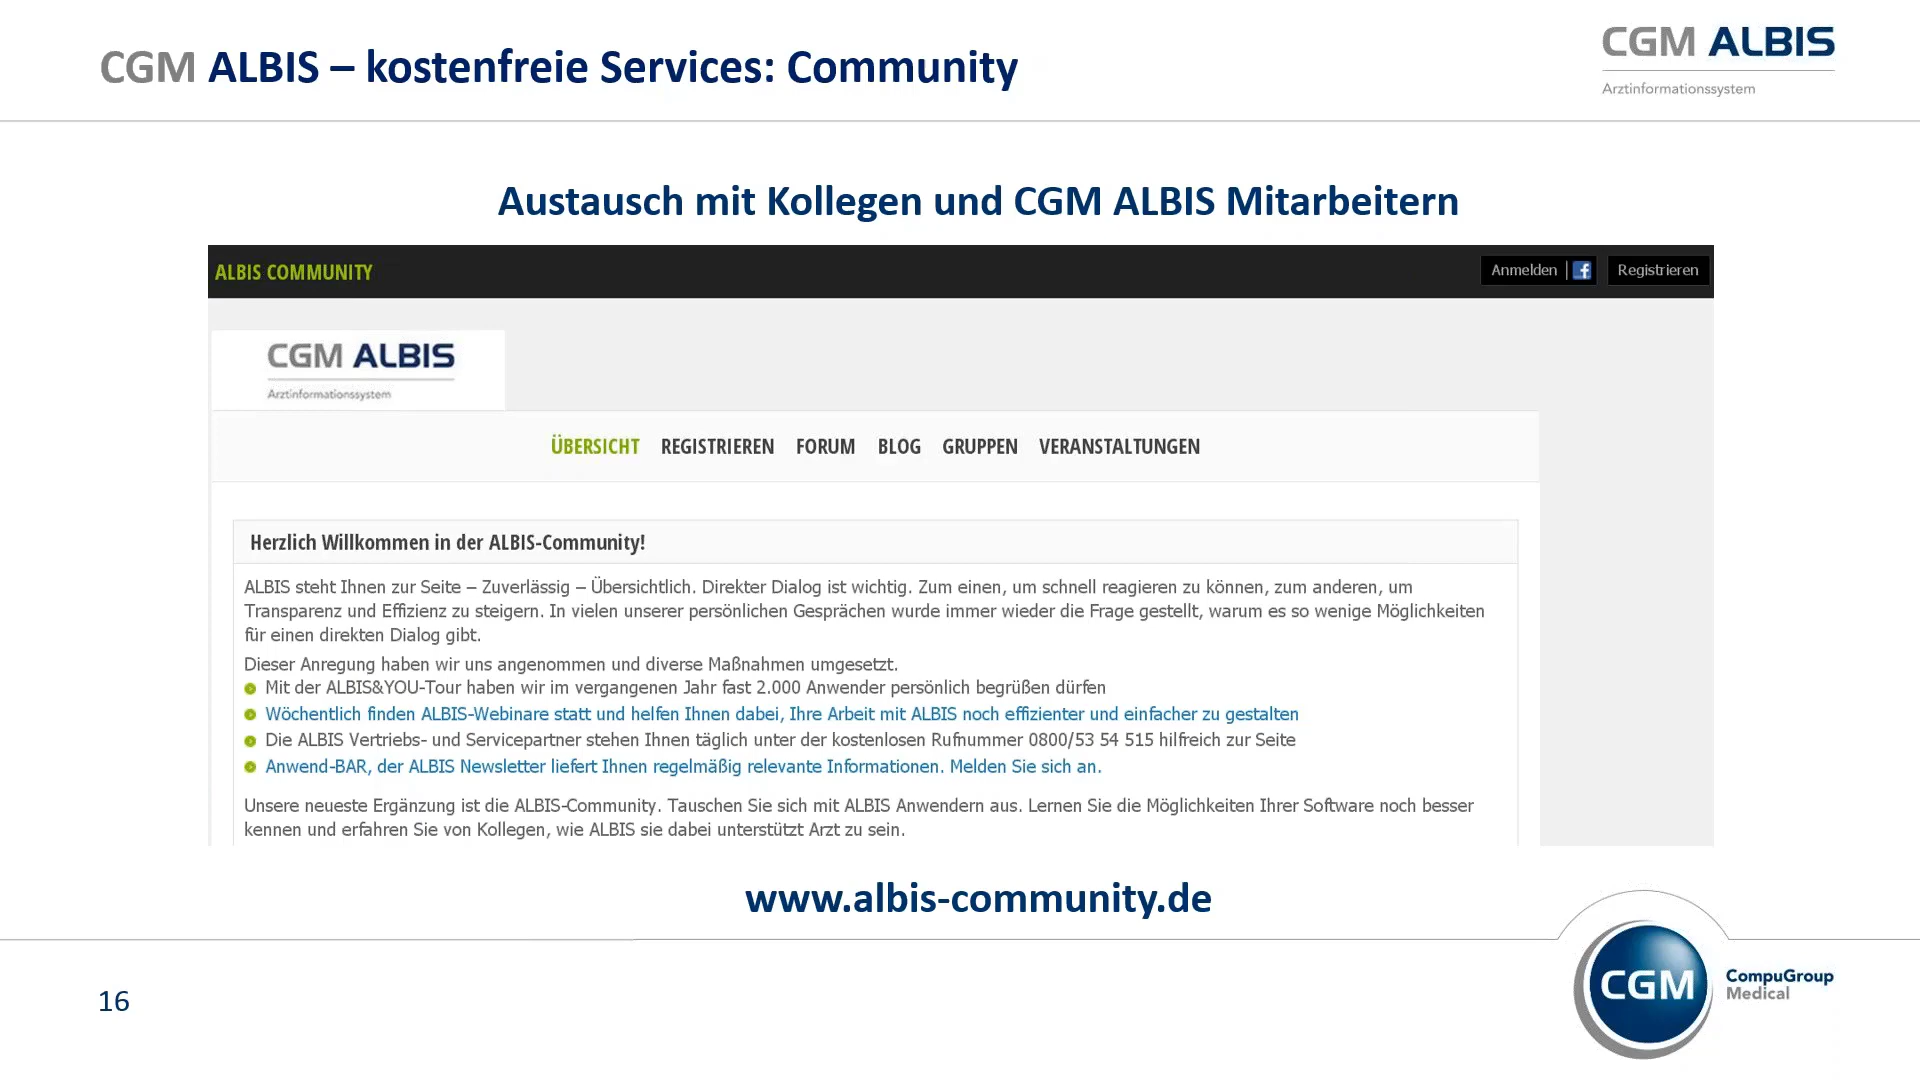 CGM ALBIS – kostenfreie Services: Community
CGM ALBIS
Arztinformationssystem
Austausch mit Kollegen und CGM ALBIS Mitarbeitern
ALBIS COMMUNITY
Anmelden
Registrieren
CGM ALBIS
Arztinformationssystem
ÜBERSICHT REGISTRIEREN FORUM BLOG GRUPPEN VERANSTALTUNGEN
Herzlich Willkommen in der ALBIS-Community!
ALBIS steht Ihnen zur Seite – Zuverlässig – Übersichtlich. Direkter Dialog ist wichtig. Zum einen, um schnell reagieren zu können, zum anderen, um
Transparenz und Effizienz zu steigern. In vielen unserer persönlichen Gesprächen wurde immer wieder die Frage gestellt, warum es so wenige Möglichkeiten
für einen direkten Dialog gibt.
Dieser Anregung haben wir uns angenommen und diverse Maßnahmen umgesetzt.
Mit der ALBIS&YOU-Tour haben wir im vergangenen Jahr fast 2.000 Anwender persönlich begrüßen dürfen
Wöchentlich finden ALBIS-Webinare statt und helfen Ihnen dabei, Ihre Arbeit mit ALBIS noch effizienter und einfacher zu gestalten
Die ALBIS Vertriebs- und Servicepartner stehen Ihnen täglich unter der kostenlosen Rufnummer 0800/53 54 515 hilfreich zur Seite
Anwend-BAR, der ALBIS Newsletter liefert Ihnen regelmäßig relevante Informationen. Melden Sie sich an.
Unsere neueste Ergänzung ist die ALBIS-Community. Tauschen Sie sich mit ALBIS Anwendern aus. Lernen Sie die Möglichkeiten Ihrer Software noch besser
kennen und erfahren Sie von Kollegen, wie ALBIS sie dabei unterstützt Arzt zu sein.
www.albis-community.de
16
CGM
CompuGroup
Medical